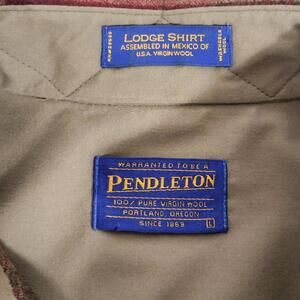 LODGE SHIRT
ASSEMBLED IN MEXICO OF
U.S.A. VIRGIN WOOL
WARRANTED TO BE A
PENDLETON
100% PURE VIRGIN WOOL
PORTLAND, OREGON
SINCE 1863
L